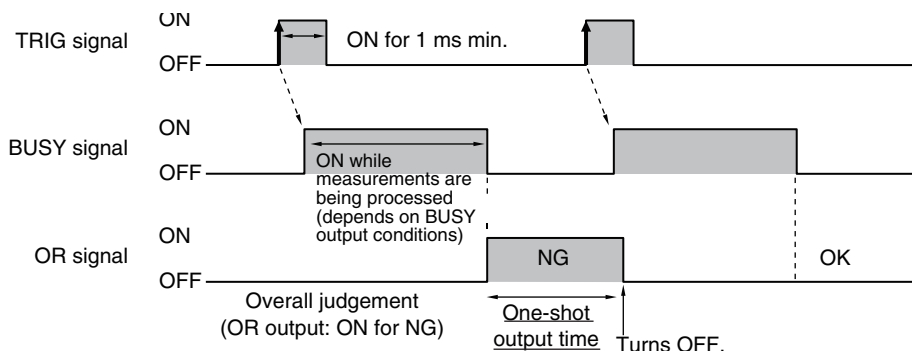 ON
TRIG signal
ON for 1 ms min.
OFF
ON
BUSY signal
OFF
ON while
measurements are
being processed
(depends on BUSY
output conditions)
ON
OR signal
NG
OK
OFF
Overall judgement
(OR output: ON for NG)
One-shot
output time
Turns OFF.